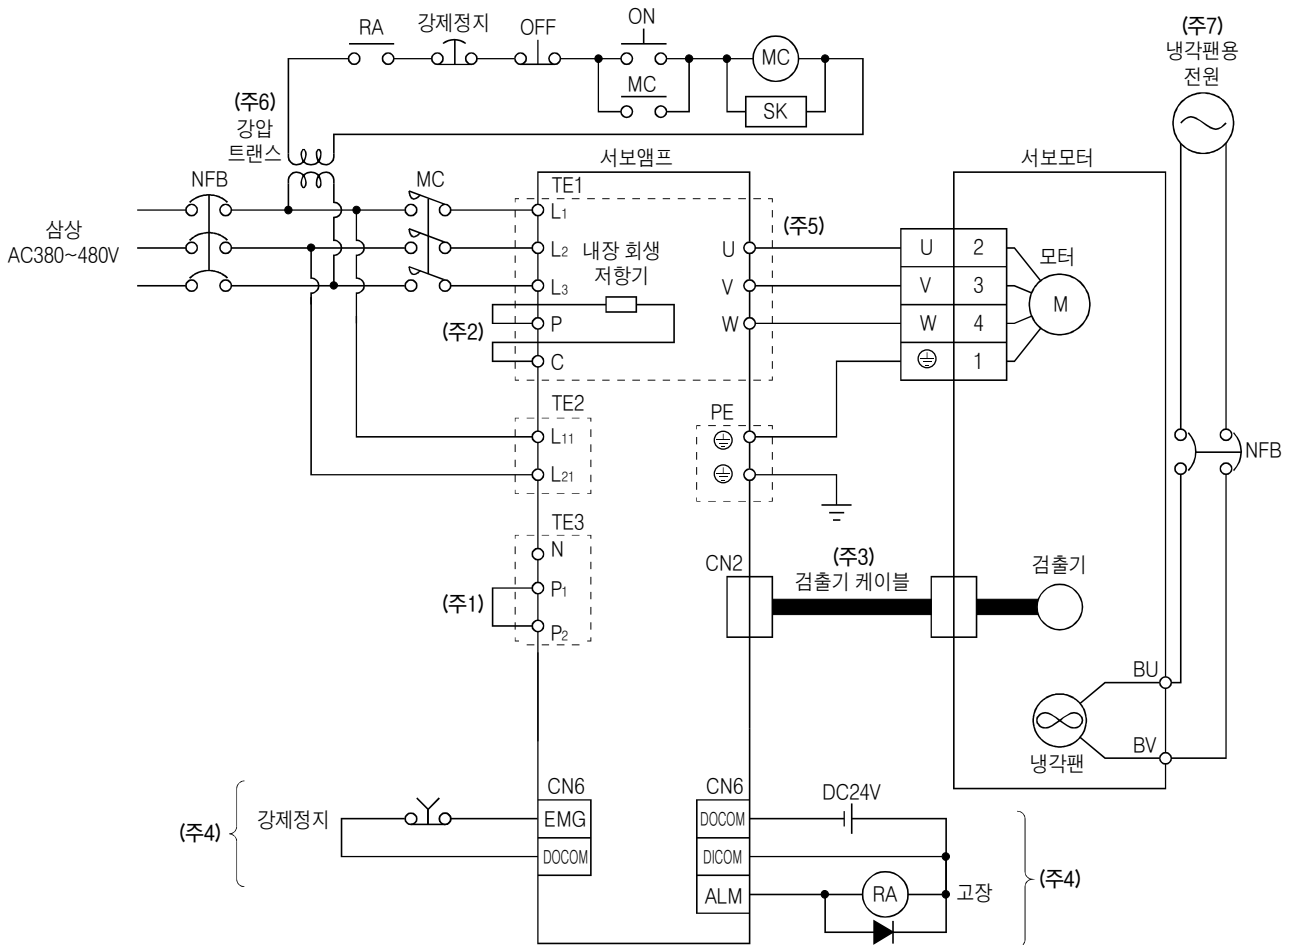 RA
강제정지
OFF
ON
MC
MC
SK
(주7)
냉각팬용
전원
(주6)
강압
트랜스
서보앰프
서보모터
NFB
MC
TE1
삼상
AC380~480V
L1
L2
L3
P
C
내장 회생
저항기
(주2)
U
V
W
(주5)
U 2
V 3
W 4
1
모터
M
TE2
L11
L21
PE
NFB
TE3
N
P1
P2
(주1)
CN2
(주3)
검출기 케이블
검출기
BU
BV
냉각팬
(주4)
강제정지
CN6
EMG
DOCOM
CN6
DOCOM
DICOM
ALM
DC24V
RA
고장
(주4)